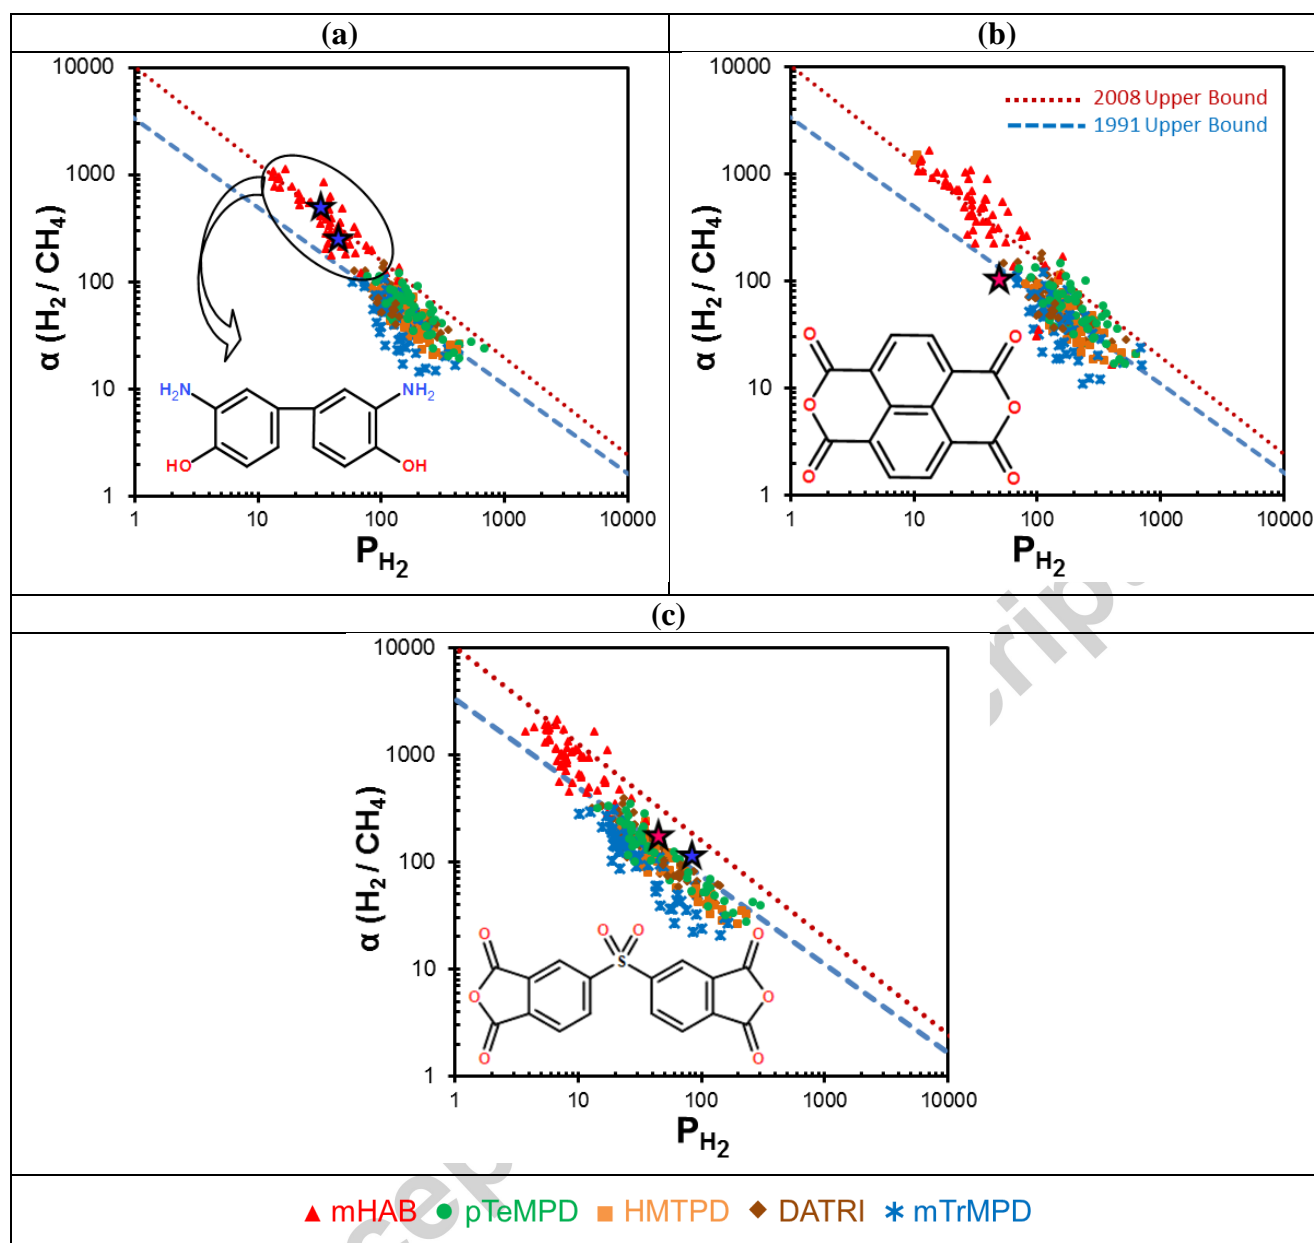 (a)
(b)
10000
1000
100
10
1
α (H2 / CH4)
H2N
NH2
HO
OH
1
10
100
1000
10000
PH2
10000
1000
100
10
1
α (H2 / CH4)
2008 Upper Bound
1991 Upper Bound
O
O
O
O
O
O
1
10
100
1000
10000
PH2
(c)
10000
1000
100
10
1
α (H2 / CH4)
O
O
O
O
S
O
O
O
O
1
10
100
1000
10000
PH2
mHAB
pTeMPD
HMTPD
DATRI
mTrMPD